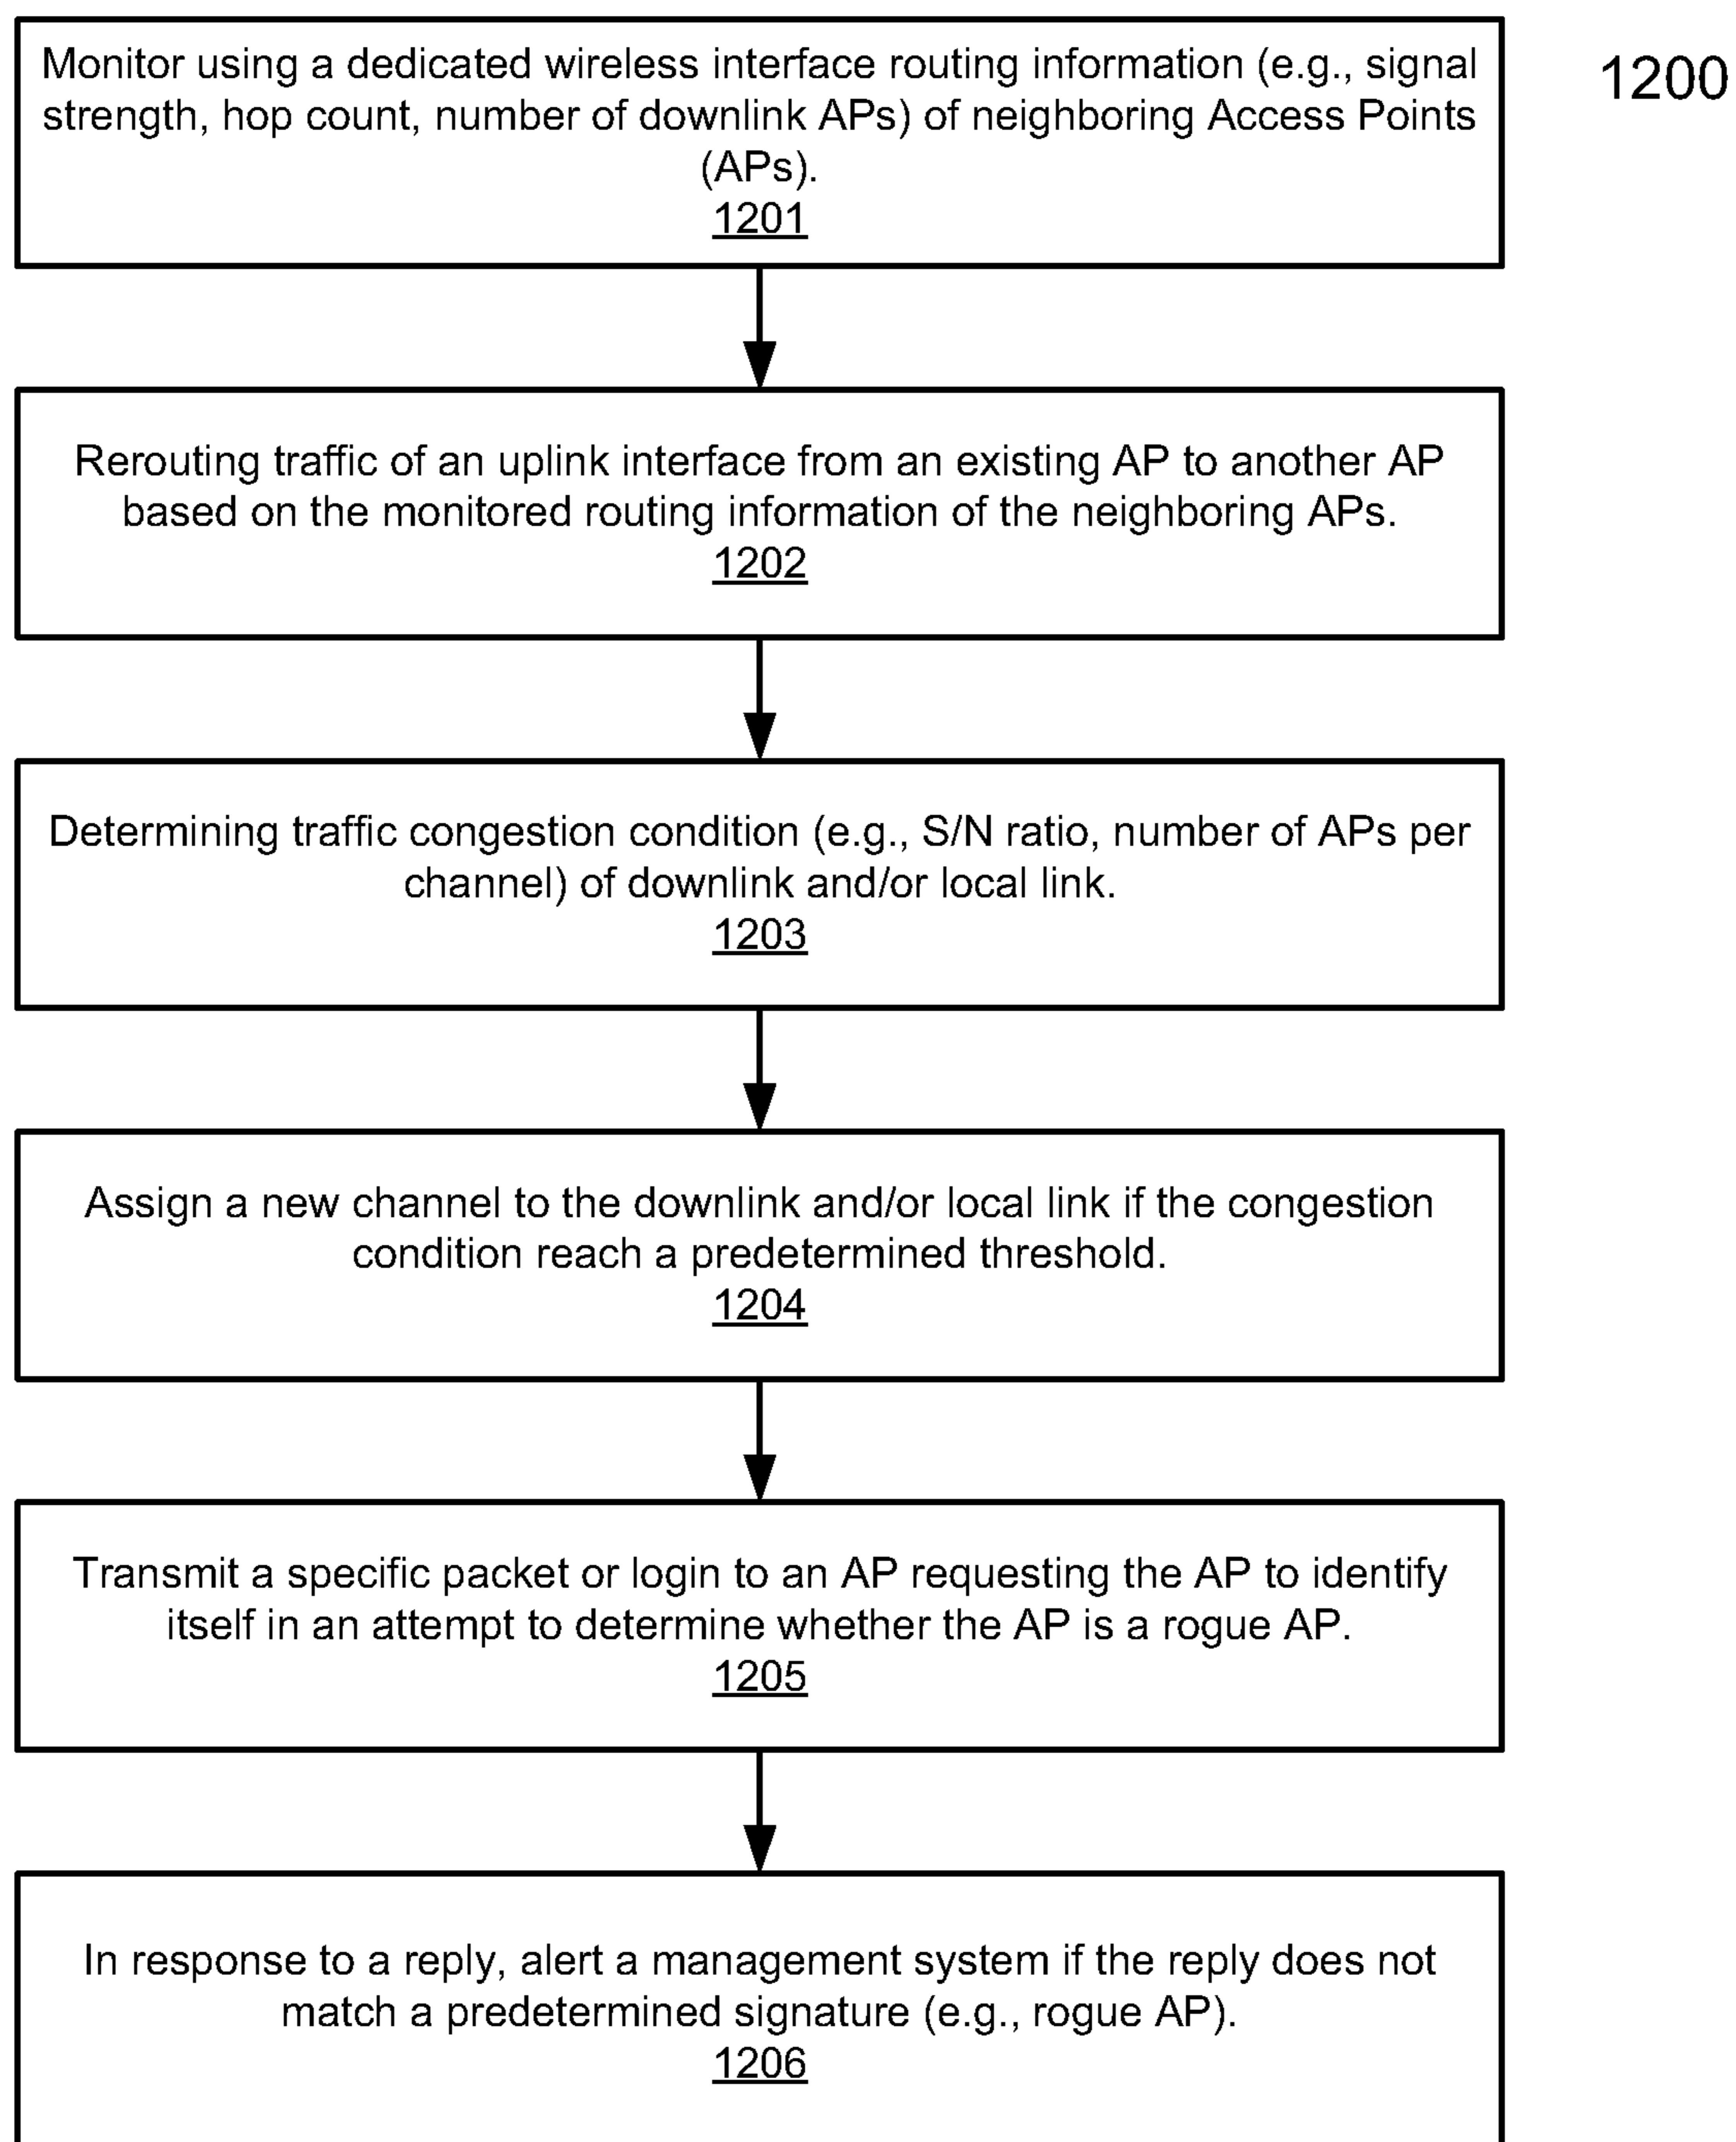 Monitor using a dedicated wireless interface routing information (e.g., signal
strength, hop count, number of downlink APs) of neighboring Access Points
(APs).
1201
1200
Rerouting traffic of an uplink interface from an existing AP to another AP
based on the monitored routing information of the neighboring APs.
1202
Determining traffic congestion condition (e.g., S/N ratio, number of APs per
channel) of downlink and/or local link.
1203
Assign a new channel to the downlink and/or local link if the congestion
condition reach a predetermined threshold.
1204
Transmit a specific packet or login to an AP requesting the AP to identify
itself in an attempt to determine whether the AP is a rogue AP.
1205
In response to a reply, alert a management system if the reply does not
match a predetermined signature (e.g., rogue AP).
1206